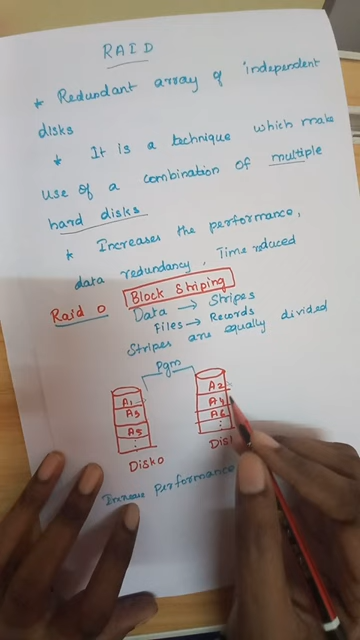 RAID
* Redundant array of independent
disks
* It is a technique which make
use of a combination of multiple
hard disks
* Increases the performance,
data redundancy, Time reduced
Raid 0 Block Striping
Data → Stripes
Files → Records
Stripes are equally divided
Pgm
A1 A2
A3 A4
A5 A6
Disk0 Dis
Increase performance